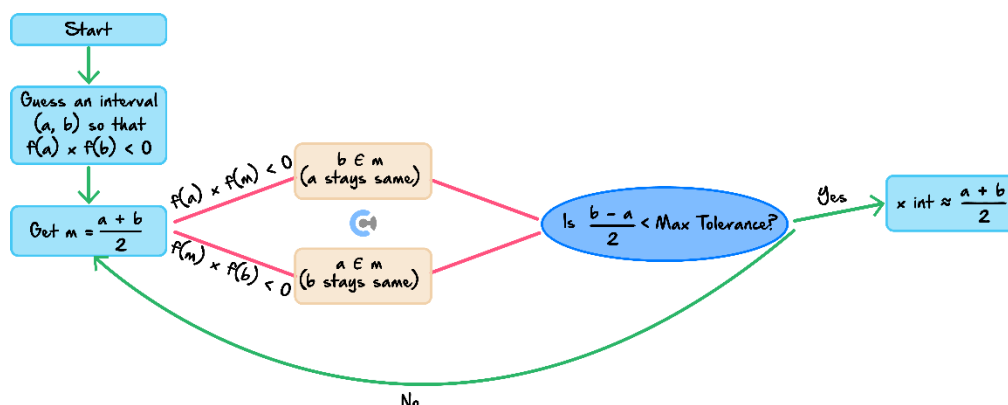 Start
Guess an interval
(a, b) so that
f(a) × f(b) < 0
Get m = a + b / 2
f(a) × f(m) < 0
b ∈ m
(a stays same)
f(m) × f(b) < 0
a ∈ m
(b stays same)
Is b - a / 2 < Max Tolerance?
Yes
x int ≈ a + b / 2
No